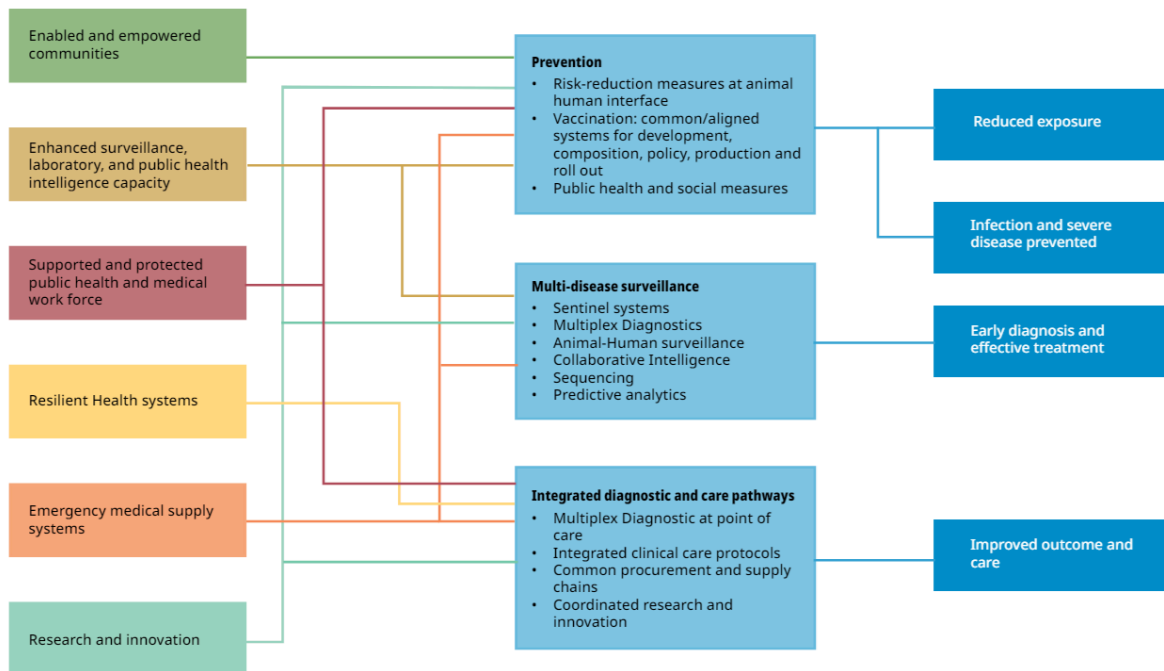 Enabled and empowered
communities
Enhanced surveillance,
laboratory, and public health
intelligence capacity
Supported and protected
public health and medical
work force
Resilient Health systems
Emergency medical supply
systems
Research and innovation
Prevention
• Risk-reduction measures at animal
human interface
• Vaccination: common/aligned
systems for development,
composition, policy, production and
roll out
• Public health and social measures
Multi-disease surveillance
• Sentinel systems
• Multiplex Diagnostics
• Animal-Human surveillance
• Collaborative Intelligence
• Sequencing
• Predictive analytics
Integrated diagnostic and care pathways
• Multiplex Diagnostic at point of
care
• Integrated clinical care protocols
• Common procurement and supply
chains
• Coordinated research and
innovation
Reduced exposure
Infection and severe
disease prevented
Early diagnosis and
effective treatment
Improved outcome and
care